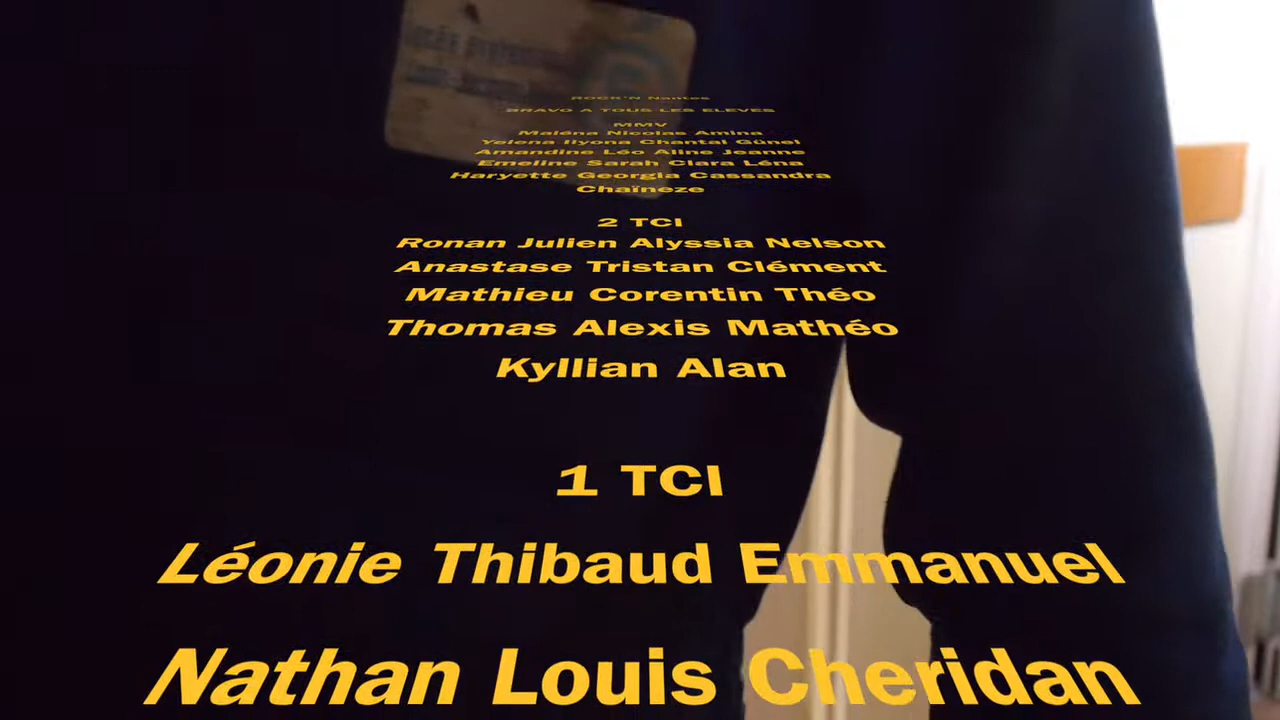 ROCK'N Nantes
BRAVO A TOUS LES ELEVES
MMV
Maléna Nicolas Amina
Yelena Ilyona Chantal Günel
Amandine Léo Aline Jeanne
Emeline Sarah Clara Léna
Haryette Georgia Cassandra
Chaïneze
2 TCI
Ronan Julien Alyssia Nelson
Anastase Tristan Clément
Mathieu Corentin Théo
Thomas Alexis Mathéo
Kyllian Alan
1 TCI
Léonie Thibaud Emmanuel
Nathan Louis Cheridan